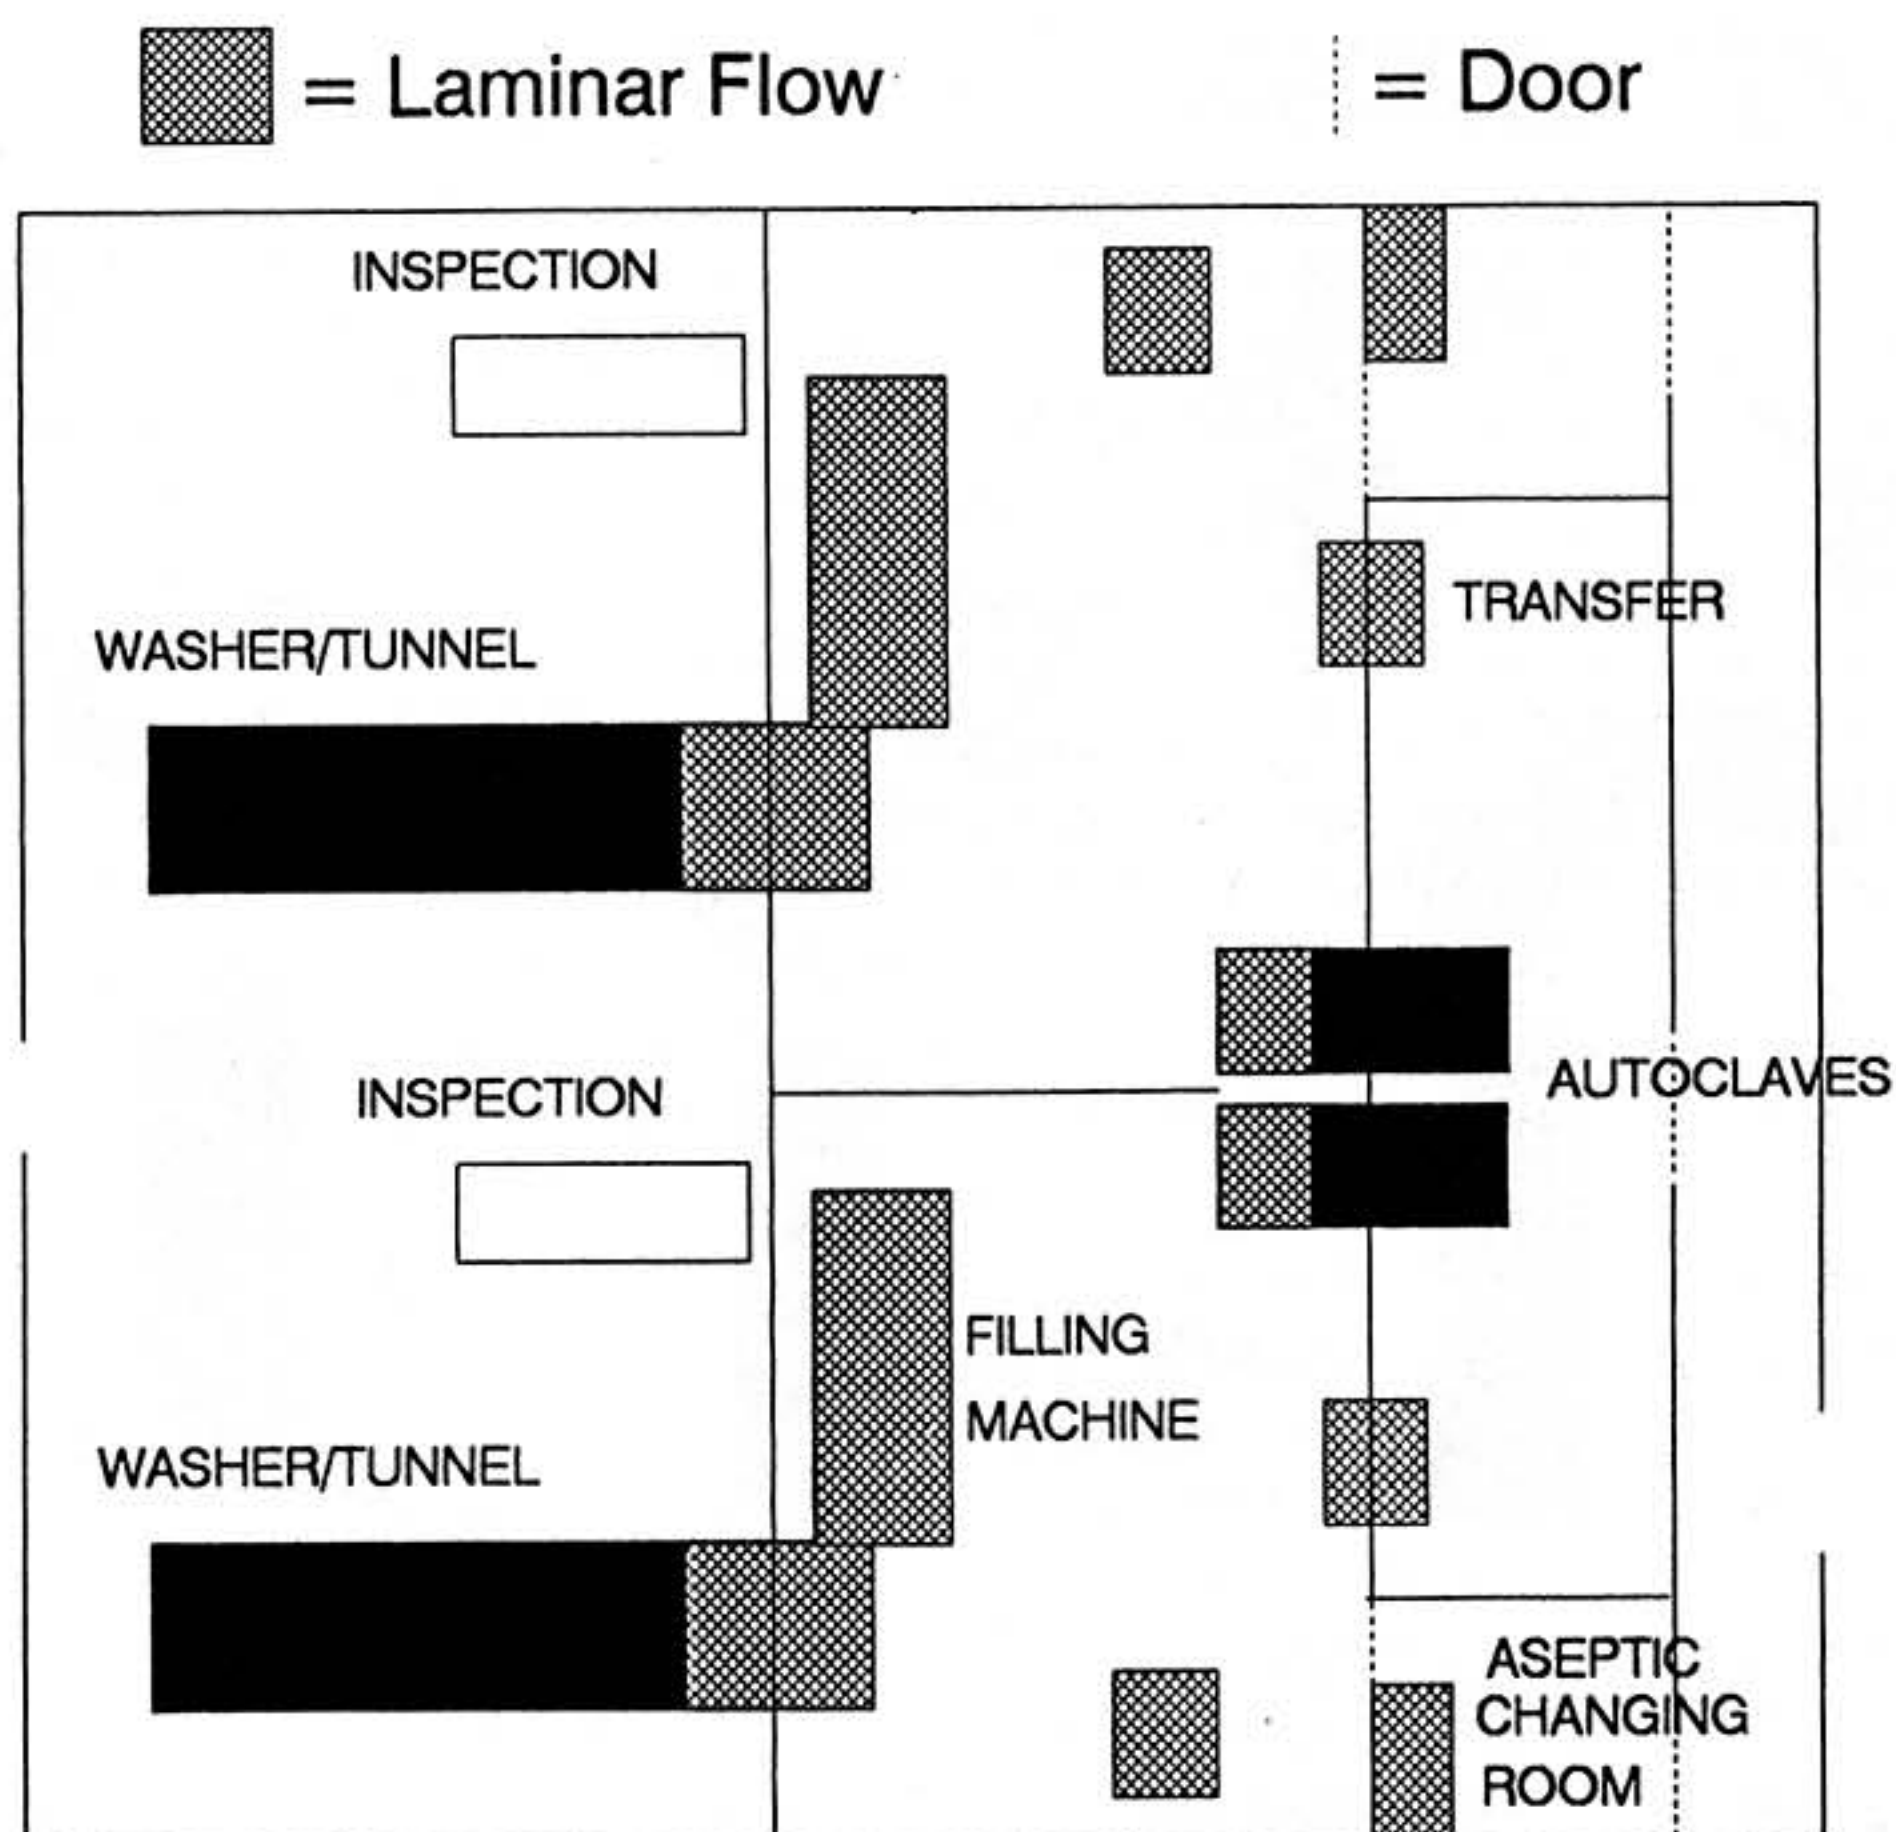 = Laminar Flow
= Door
INSPECTION
TRANSFER
WASHER/TUNNEL
AUTOCLAVES
INSPECTION
FILLING
MACHINE
WASHER/TUNNEL
ASEPTIC
CHANGING
ROOM